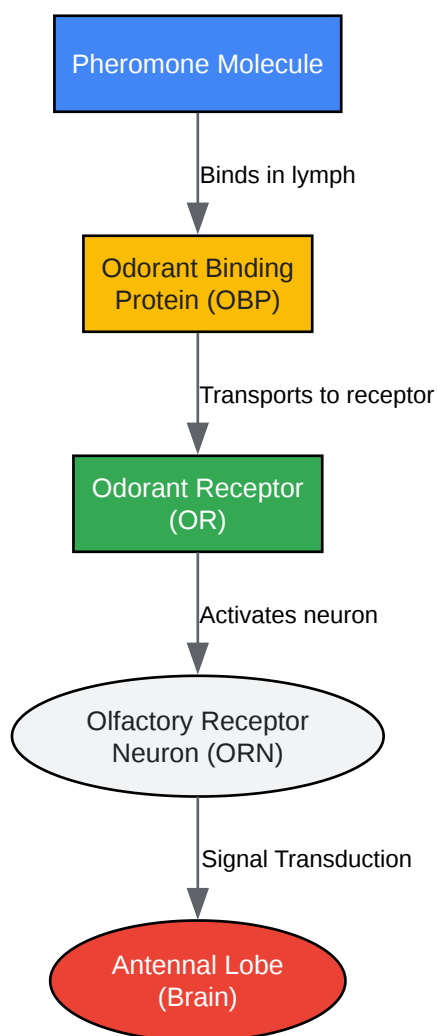 Pheromone Molecule
Binds in lymph
Odorant Binding
Protein (OBP)
Transports to receptor
Odorant Receptor
(OR)
Activates neuron
Olfactory Receptor
Neuron (ORN)
Signal Transduction
Antennal Lobe
(Brain)